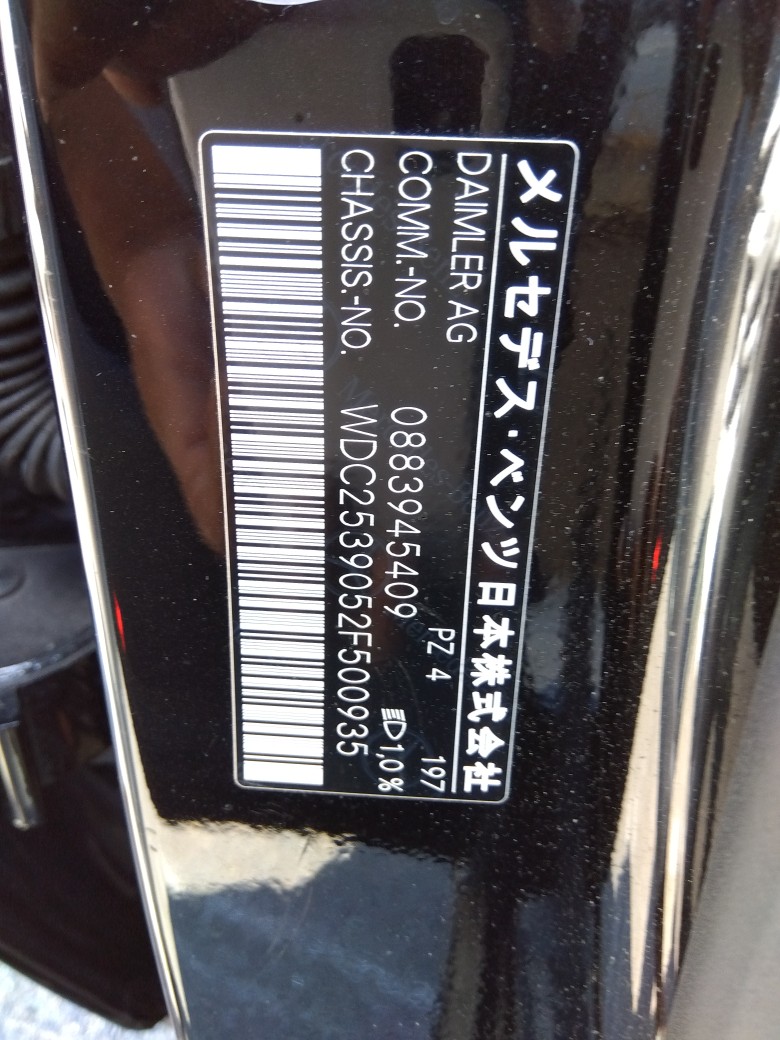 メルセデス・ベンツ日本株式会社
DAIMLER AG
PZ 4 197
COMM.-NO. 0883945409
1,0%
CHASSIS.-NO. WDC2539052F500935